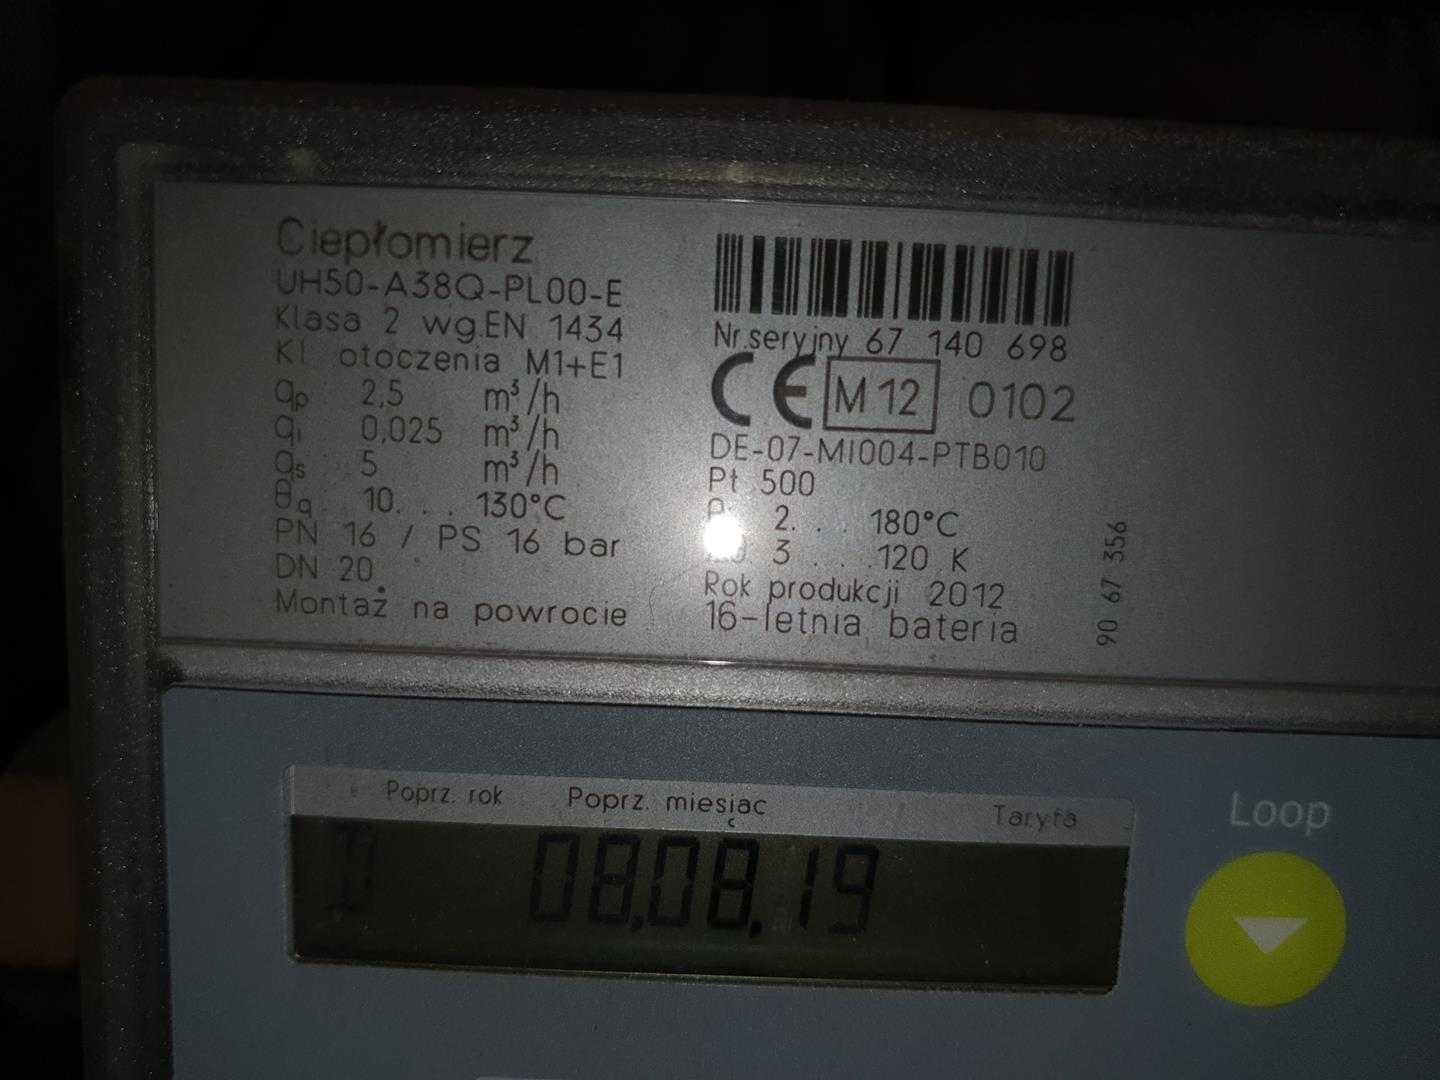 Ciepłomierz
UH50-A38Q-PL00-E
Klasa 2 wg.EN 1434
Kl otoczenia M1+E1
qp 2,5 m³/h
qi 0,025 m³/h
qs 5 m³/h
θq 10... 130°C
PN 16 / PS 16 bar
DN 20
Montaż na powrocie
Nr.seryjny 67 140 698
CE M12 0102
DE-07-MI004-PTB010
Pt 500
2... 180°C
3 ...120 K
Rok produkcji 2012
16-letnia bateria
90 67 356
Poprz. rok Poprz. miesiąc Taryfa
08.08.19
Loop